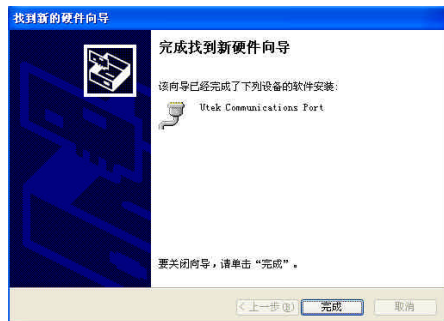 找到新的硬件向导
完成找到新硬件向导
该向导已经完成了下列设备的软件安装:
Utek Communications Port
要关闭向导，请单击“完成”。
<上一步(B) 完成 取消